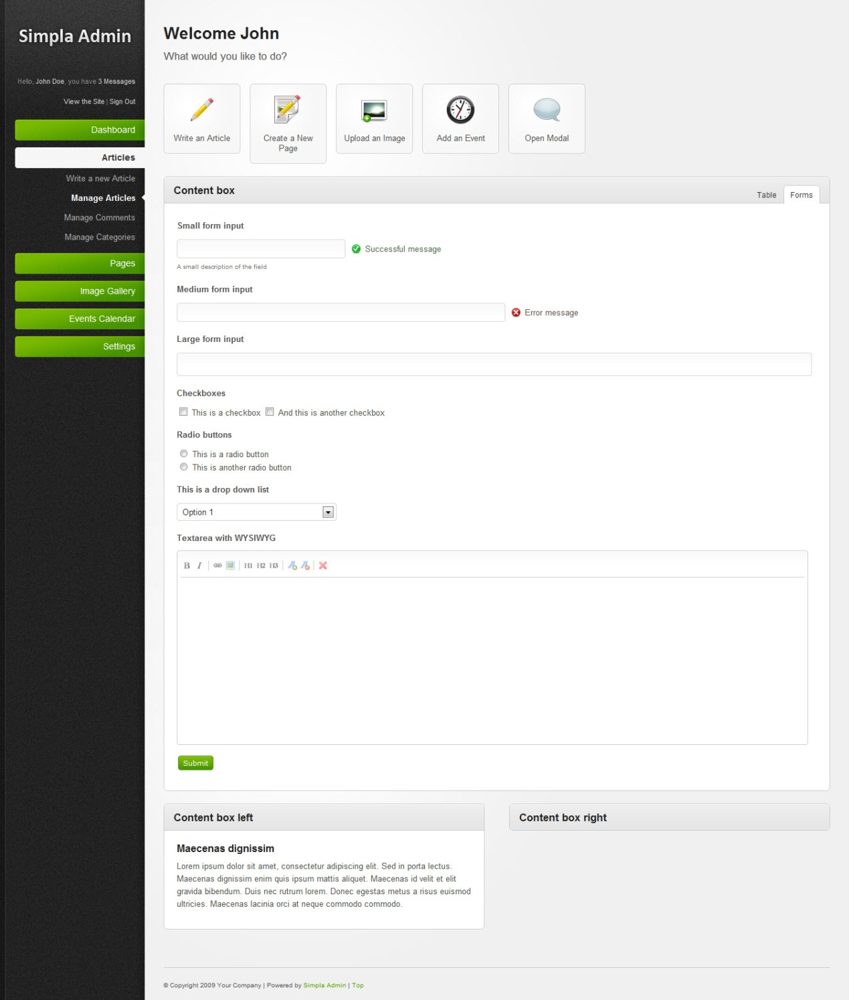 Simpla Admin
Hello, John Doe, you have 3 Messages
View the Site | Sign Out
Dashboard
Articles
Write a new Article
Manage Articles
Manage Comments
Manage Categories
Pages
Image Gallery
Events Calendar
Settings
Welcome John
What would you like to do?
Write an Article
Create a New
Page
Upload an Image
Add an Event
Open Modal
Content box
Table
Forms
Small form input
Successful message
A small description of the field
Medium form input
Error message
Large form input
Checkboxes
This is a checkbox And this is another checkbox
Radio buttons
This is a radio button
This is another radio button
This is a drop down list
Option 1
Textarea with WYSIWYG
B I H1 H2 H3
Submit
Content box left
Maecenas dignissim
Lorem ipsum dolor sit amet, consectetur adipiscing elit. Sed in porta lectus.
Maecenas dignissim enim quis ipsum mattis aliquet. Maecenas id velit et elit
gravida bibendum. Duis nec rutrum lorem. Donec egestas metus a risus euismod
ultricies. Maecenas lacinia orci at neque commodo commodo.
Content box right
© Copyright 2009 Your Company | Powered by Simpla Admin | Top